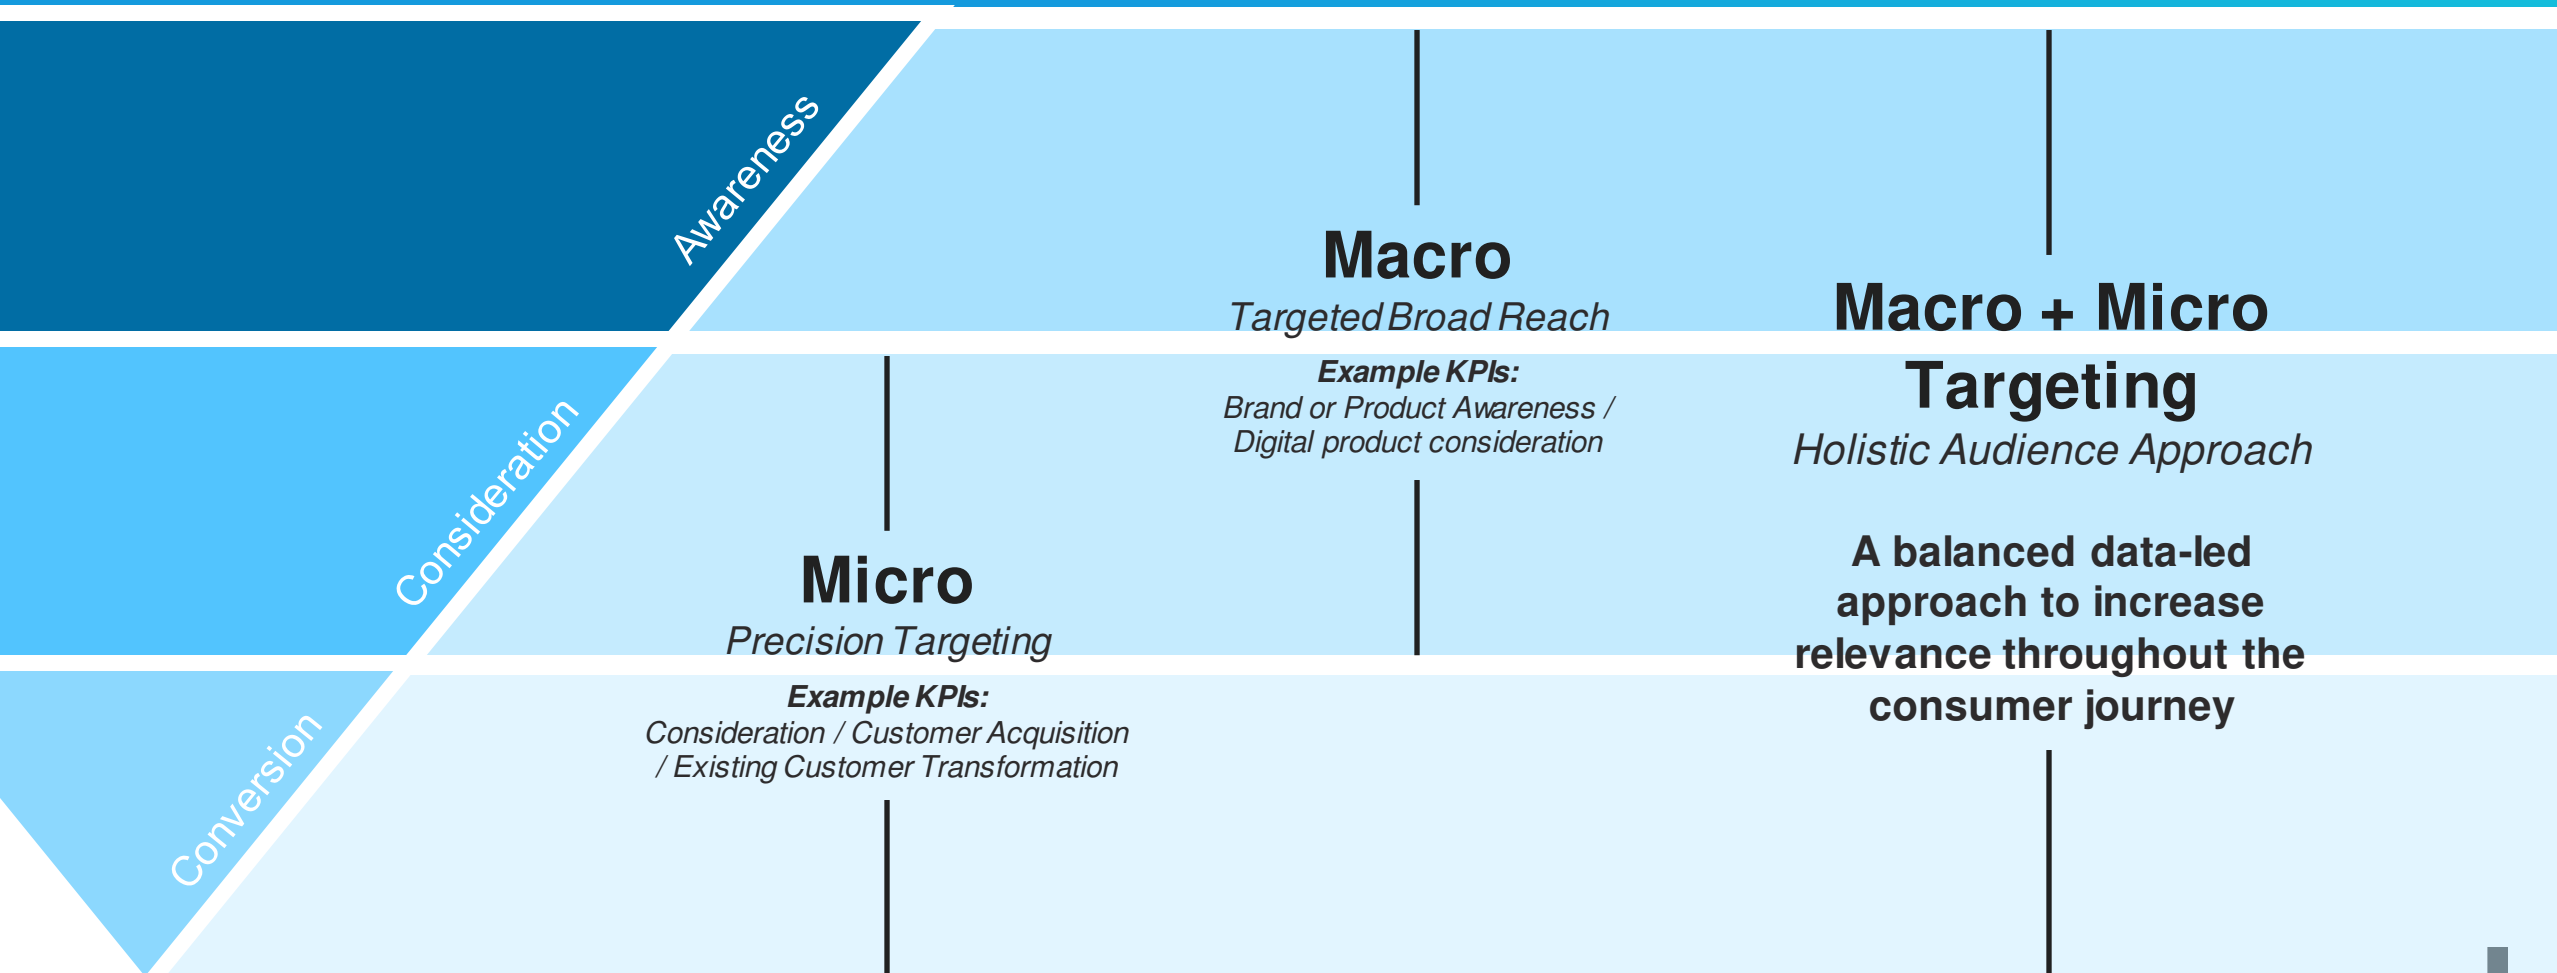 Awareness
Consideration
Conversion
Micro
Precision Targeting
Example KPIs:
Consideration / Customer Acquisition
/ Existing Customer Transformation
Macro
Targeted Broad Reach
Example KPIs:
Brand or Product Awareness /
Digital product consideration
Macro + Micro
Targeting
Holistic Audience Approach
A balanced data-led
approach to increase
relevance throughout the
consumer journey